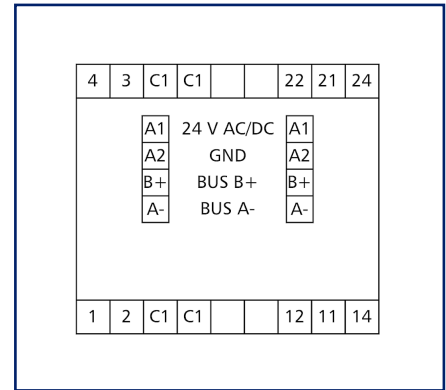 4 3 C1 C1 22 21 24
A1 24 V AC/DC A1
A2 GND A2
B+ BUS B+ B+
A- BUS A- A-
1 2 C1 C1 12 11 14